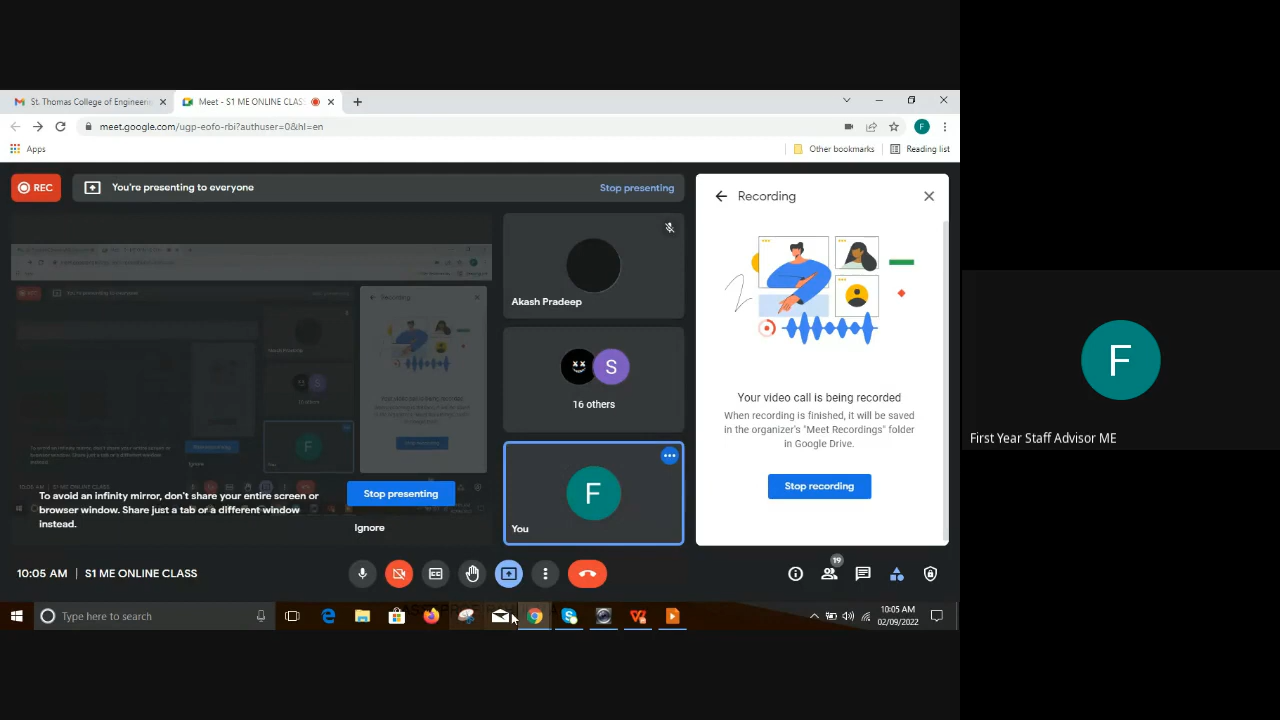 St. Thomas College of Engineer
Meet - S1 ME ONLINE CLAS
meet.google.com/ugp-eofo-rbi?authuser=0&hl=en
Apps
Other bookmarks
Reading list
REC
You're presenting to everyone
Stop presenting
Recording
Akash Pradeep
S
16 others
F
You
To avoid an infinity mirror, don't share your entire screen or
browser window. Share just a tab or a different window
instead.
Stop presenting
Ignore
Your video call is being recorded
When recording is finished, it will be saved
in the organizer's "Meet Recordings" folder
in Google Drive.
Stop recording
10:05 AM | S1 ME ONLINE CLASS
19
Type here to search
10:05 AM
02/09/2022
F
First Year Staff Advisor ME